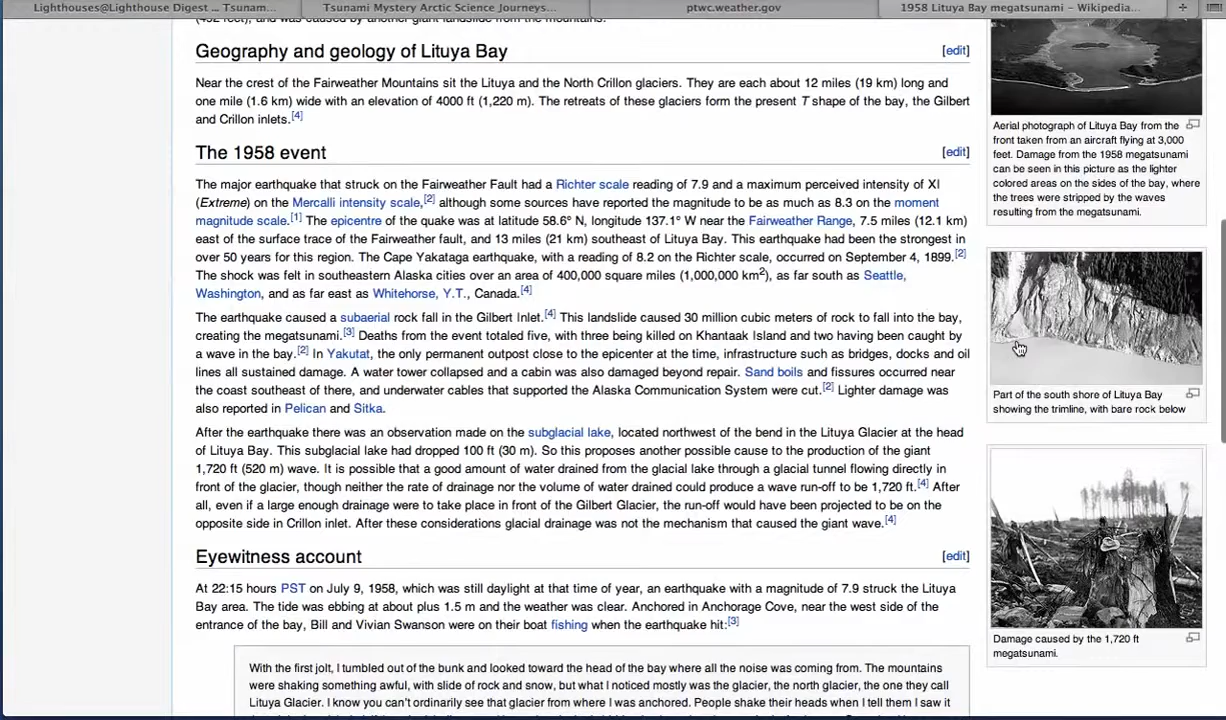 Lighthouses@Lighthouse Digest ... Tsunam...
Tsunami Mystery Arctic Science Journeys...
ptwc.weather.gov
1958 Lituya Bay megatsunami – Wikipedia...
Geography and geology of Lituya Bay
[edit]
Near the crest of the Fairweather Mountains sit the Lituya and the North Crillon glaciers. They are each about 12 miles (19 km) long and
one mile (1.6 km) wide with an elevation of 4000 ft (1,220 m). The retreats of these glaciers form the present T shape of the bay, the Gilbert
and Crillon inlets.[4]
The 1958 event
[edit]
The major earthquake that struck on the Fairweather Fault had a Richter scale reading of 7.9 and a maximum perceived intensity of XI
(Extreme) on the Mercalli intensity scale,[2] although some sources have reported the magnitude to be as much as 8.3 on the moment
magnitude scale.[1] The epicentre of the quake was at latitude 58.6° N, longitude 137.1° W near the Fairweather Range, 7.5 miles (12.1 km)
east of the surface trace of the Fairweather fault, and 13 miles (21 km) southeast of Lituya Bay. This earthquake had been the strongest in
over 50 years for this region. The Cape Yakataga earthquake, with a reading of 8.2 on the Richter scale, occurred on September 4, 1899.[2]
The shock was felt in southeastern Alaska cities over an area of 400,000 square miles (1,000,000 km2), as far south as Seattle,
Washington, and as far east as Whitehorse, Y.T., Canada.[4]
The earthquake caused a subaerial rock fall in the Gilbert Inlet.[4] This landslide caused 30 million cubic meters of rock to fall into the bay,
creating the megatsunami.[3] Deaths from the event totaled five, with three being killed on Khantaak Island and two having been caught by
a wave in the bay.[2] In Yakutat, the only permanent outpost close to the epicenter at the time, infrastructure such as bridges, docks and oil
lines all sustained damage. A water tower collapsed and a cabin was also damaged beyond repair. Sand boils and fissures occurred near
the coast southeast of there, and underwater cables that supported the Alaska Communication System were cut.[2] Lighter damage was
also reported in Pelican and Sitka.
After the earthquake there was an observation made on the subglacial lake, located northwest of the bend in the Lituya Glacier at the head
of Lituya Bay. This subglacial lake had dropped 100 ft (30 m). So this proposes another possible cause to the production of the giant
1,720 ft (520 m) wave. It is possible that a good amount of water drained from the glacial lake through a glacial tunnel flowing directly in
front of the glacier, though neither the rate of drainage nor the volume of water drained could produce a wave run-off to be 1,720 ft.[4] After
all, even if a large enough drainage were to take place in front of the Gilbert Glacier, the run-off would have been projected to be on the
opposite side in Crillon inlet. After these considerations glacial drainage was not the mechanism that caused the giant wave.[4]
Eyewitness account
[edit]
At 22:15 hours PST on July 9, 1958, which was still daylight at that time of year, an earthquake with a magnitude of 7.9 struck the Lituya
Bay area. The tide was ebbing at about plus 1.5 m and the weather was clear. Anchored in Anchorage Cove, near the west side of the
entrance of the bay, Bill and Vivian Swanson were on their boat fishing when the earthquake hit:[3]
With the first jolt, I tumbled out of the bunk and looked toward the head of the bay where all the noise was coming from. The mountains
were shaking something awful, with slide of rock and snow, but what I noticed mostly was the glacier, the north glacier, the one they call
Lituya Glacier. I know you can't ordinarily see that glacier from where I was anchored. People shake their heads when I tell them I saw it
Aerial photograph of Lituya Bay from the
front taken from an aircraft flying at 3,000
feet. Damage from the 1958 megatsunami
can be seen in this picture as the lighter
colored areas on the sides of the bay, where
the trees were stripped by the waves
resulting from the megatsunami.
Part of the south shore of Lituya Bay
showing the trimline, with bare rock below
Damage caused by the 1,720 ft
megatsunami.